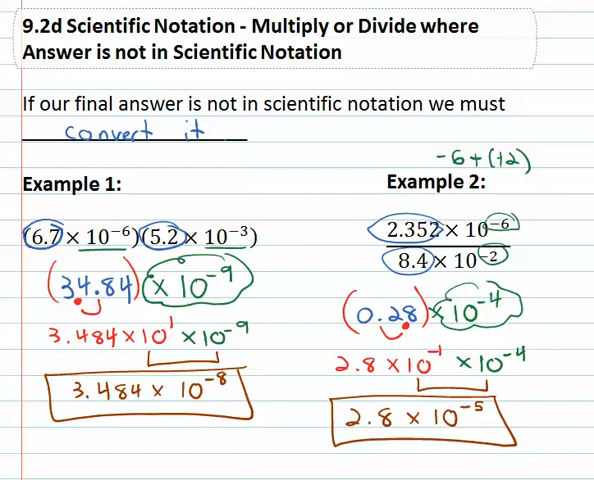 9.2d Scientific Notation - Multiply or Divide where
Answer is not in Scientific Notation
If our final answer is not in scientific notation we must
convert it
-6+(+2)
Example 1:
Example 2:
(6.7 × 10⁻⁶)(5.2 × 10⁻³)
2.352 × 10⁻⁶
8.4 × 10⁻²
(34.84)(× 10⁻⁹
(0.28) × 10⁻⁴
3.484 × 10¹ × 10⁻⁹
2.8 × 10⁻¹ × 10⁻⁴
3.484 × 10⁻⁸
2.8 × 10⁻⁵